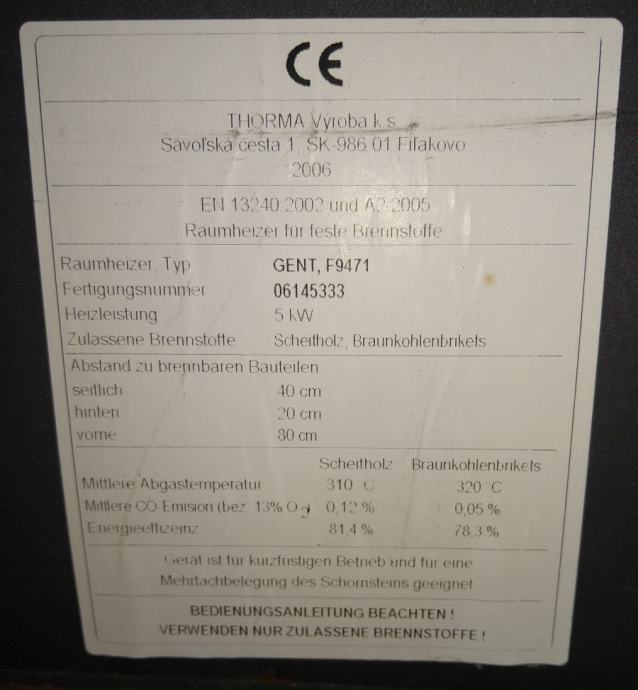 CE
THORMA Výroba k.s.
Šávoľská cesta 1, SK-986 01 Fiľakovo
2006
EN 13240:2002 und A2:2005
Raumheizer für feste Brennstoffe
Raumheizer, Typ GENT, F9471
Fertigungsnummer 06145333
Heizleistung 5 kW
Zulassene Brennstoffe Scheitholz, Braunkohlenbrikets
Abstand zu brennbaren Bauteilen
seitlich 40 cm
hinten 20 cm
vorne 80 cm
Scheitholz Braunkohlenbrikets
Mittlere Abgastemperatur 310 °C 320 °C
Mittlere CO-Emision (bez. 13% O2) 0,12 % 0,05 %
Energieeffizeinz 81,4 % 78,3 %
Gerät ist für kurzfristigen Betrieb und für eine
Mehrfachbelegung des Schornsteins geeignet
BEDIENUNGSANLEITUNG BEACHTEN !
VERWENDEN NUR ZULASSENE BRENNSTOFFE !